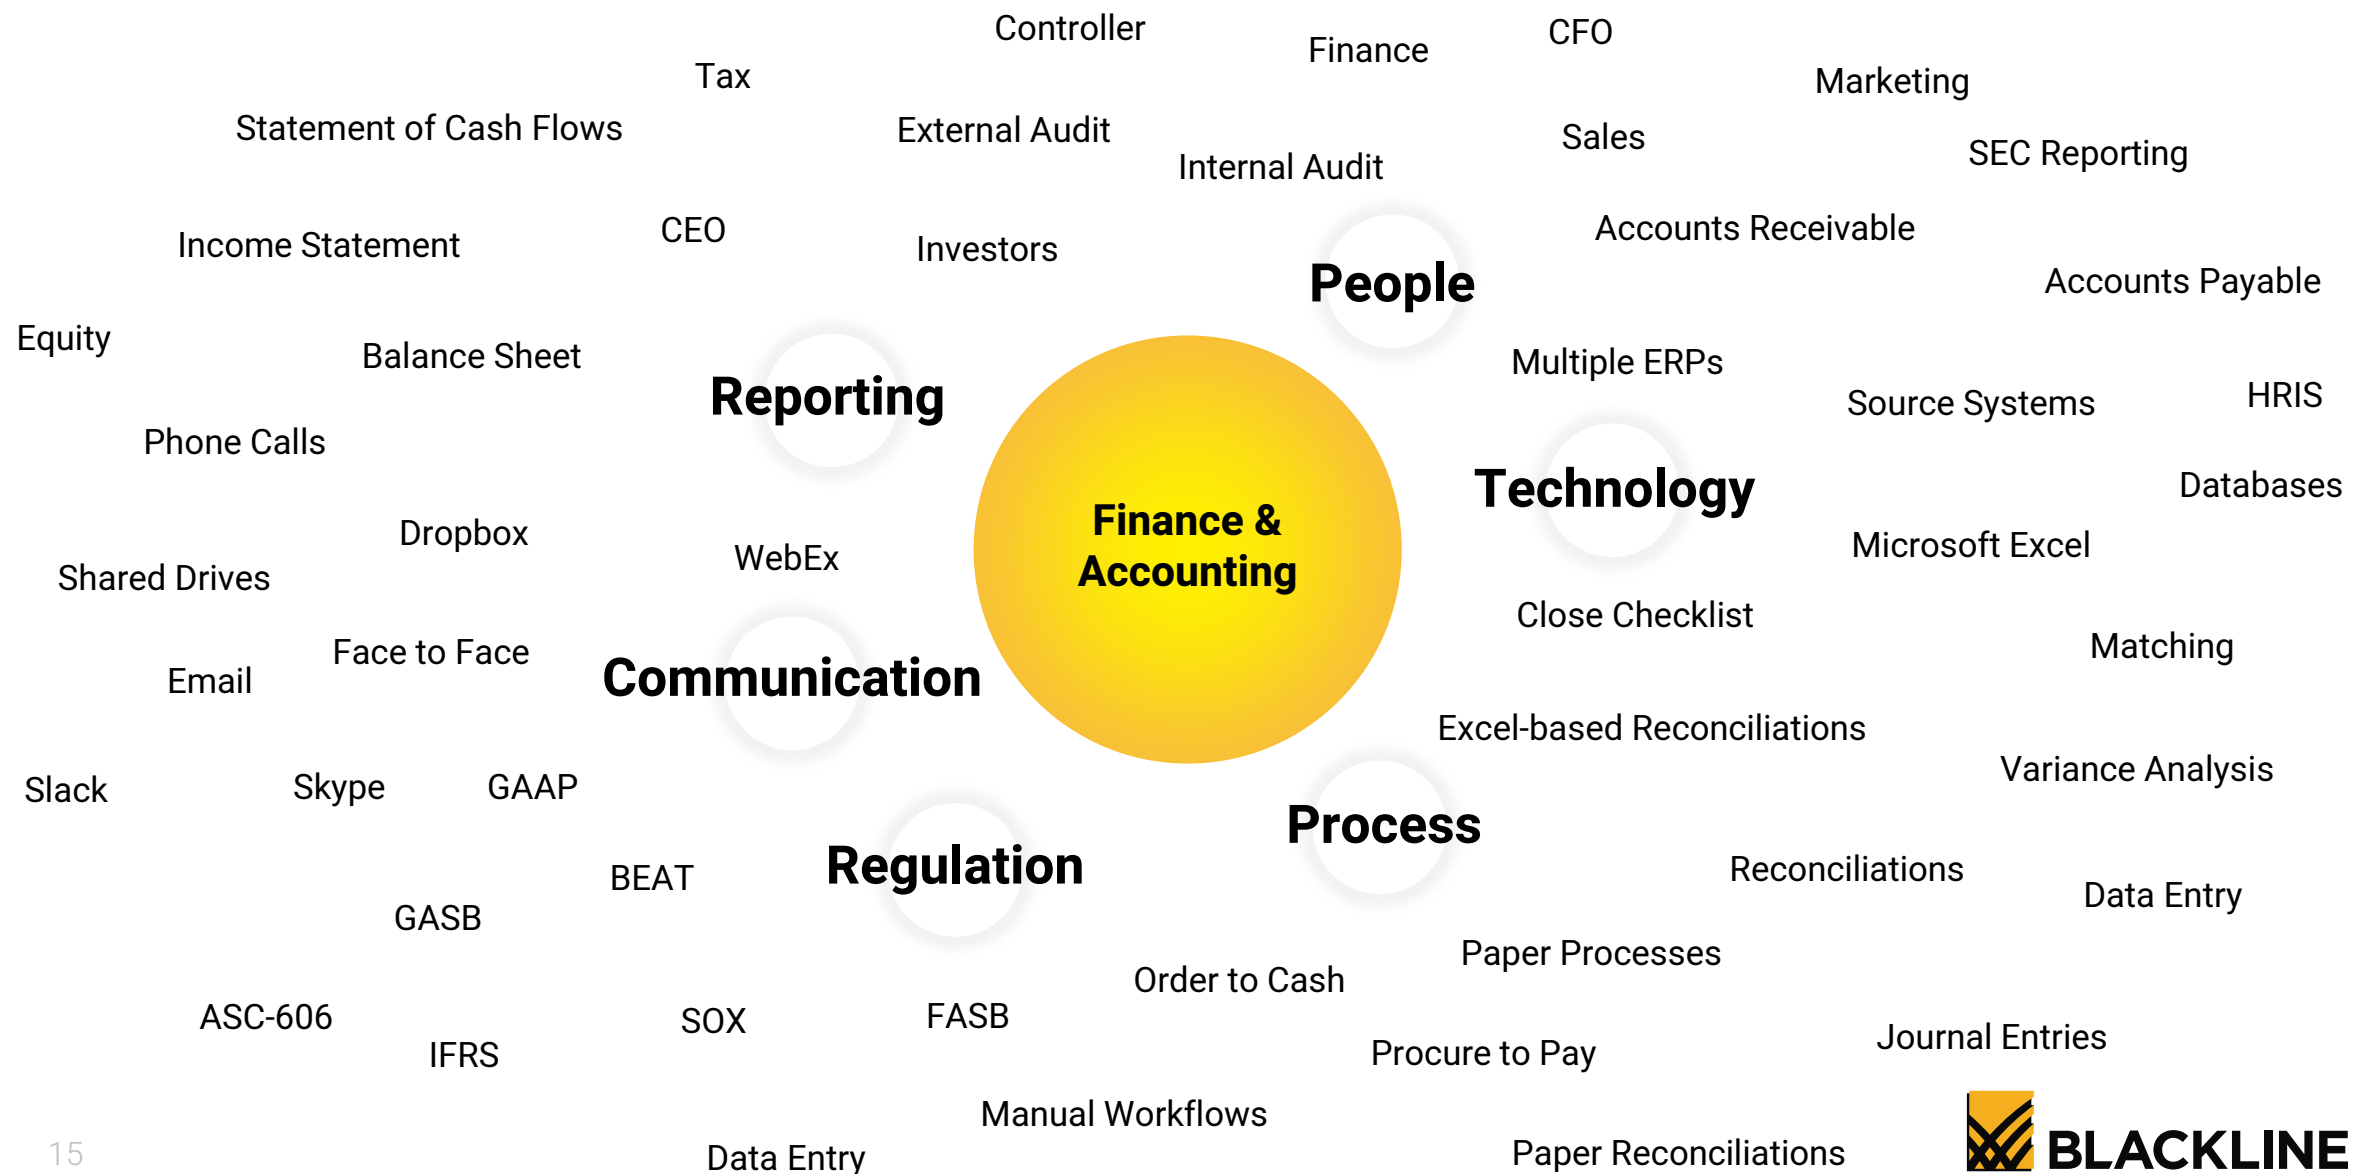 Controller
Finance
CFO
Tax
Marketing
Statement of Cash Flows
External Audit
Sales
Internal Audit
SEC Reporting
Income Statement
CEO
Investors
Accounts Receivable
People
Accounts Payable
Equity
Balance Sheet
Multiple ERPs
Reporting
Source Systems
HRIS
Phone Calls
Technology
Databases
Dropbox
WebEx
Finance &
Accounting
Microsoft Excel
Shared Drives
Close Checklist
Face to Face
Email
Communication
Matching
Excel-based Reconciliations
Slack
Skype
GAAP
Variance Analysis
Process
BEAT
Regulation
Reconciliations
GASB
Data Entry
Paper Processes
Order to Cash
ASC-606
SOX
FASB
IFRS
Procure to Pay
Journal Entries
Manual Workflows
15
Data Entry
Paper Reconciliations
BLACKLINE